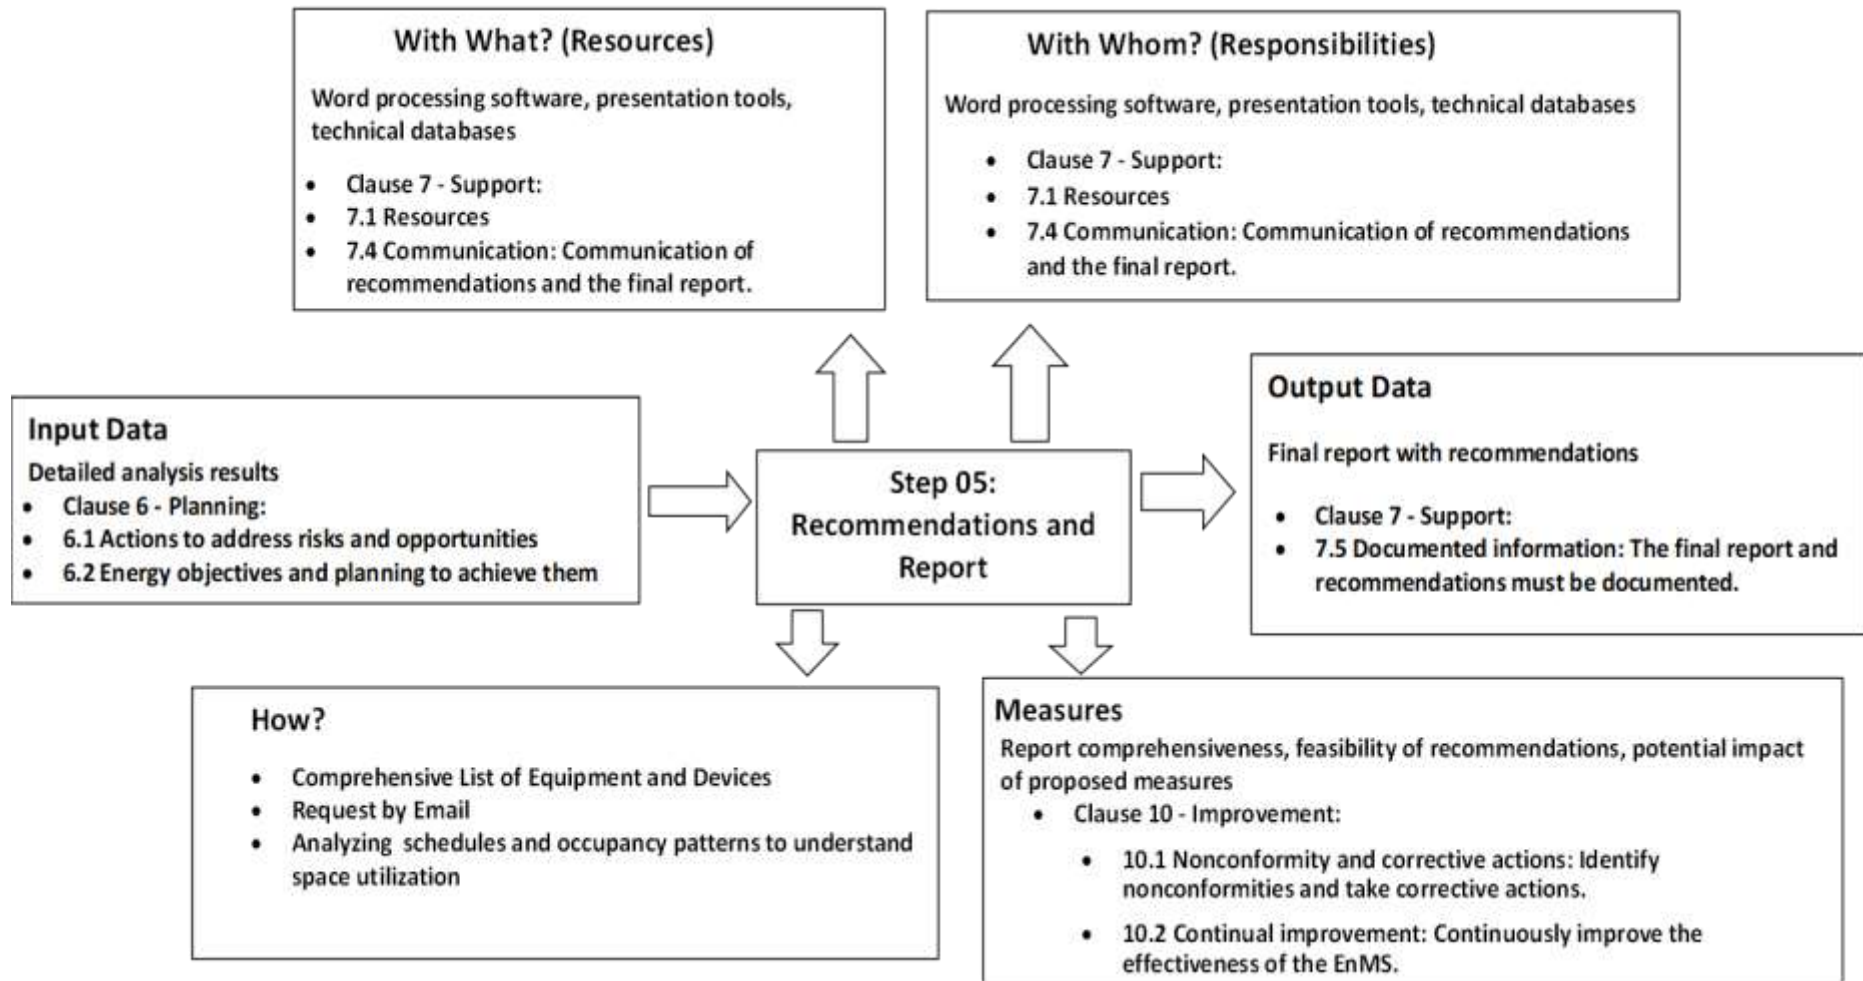 With What? (Resources)
Word processing software, presentation tools,
technical databases
• Clause 7 - Support:
• 7.1 Resources
• 7.4 Communication: Communication of
recommendations and the final report.
With Whom? (Responsibilities)
Word processing software, presentation tools, technical databases
• Clause 7 - Support:
• 7.1 Resources
• 7.4 Communication: Communication of recommendations
and the final report.
Input Data
Detailed analysis results
• Clause 6 - Planning:
• 6.1 Actions to address risks and opportunities
• 6.2 Energy objectives and planning to achieve them
Step 05:
Recommendations and
Report
Output Data
Final report with recommendations
• Clause 7 - Support:
• 7.5 Documented information: The final report and
recommendations must be documented.
How?
• Comprehensive List of Equipment and Devices
• Request by Email
• Analyzing schedules and occupancy patterns to understand
space utilization
Measures
Report comprehensiveness, feasibility of recommendations, potential impact
of proposed measures
• Clause 10 - Improvement:
• 10.1 Nonconformity and corrective actions: Identify
nonconformities and take corrective actions.
• 10.2 Continual improvement: Continuously improve the
effectiveness of the EnMS.